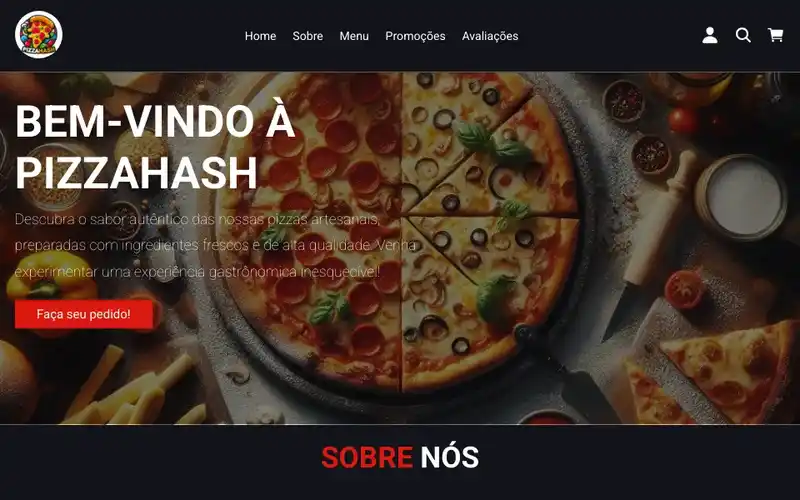 PIZZAHASH
Home Sobre Menu Promoções Avaliações
BEM-VINDO À
PIZZAHASH
Descubra o sabor autêntico das nossas pizzas artesanais,
preparadas com ingredientes frescos e de alta qualidade. Venha
experimentar uma experiência gastrônomica inesquecível!
Faça seu pedido!
SOBRE NÓS